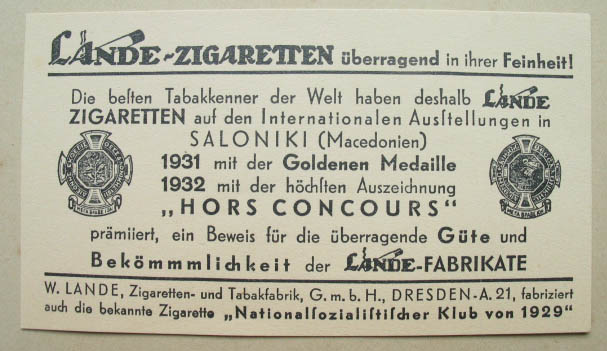 LANDE-ZIGARETTEN überragend in ihrer Feinheit!
Die besten Tabakkenner der Welt haben deshalb LANDE
ZIGARETTEN auf den Internationalen Ausstellungen in
SALONIKI (Macedonien)
1931 mit der Goldenen Medaille
1932 mit der höchsten Auszeichnung
„HORS CONCOURS“
prämiiert, ein Beweis für die überragende Güte und
Bekömmmlichkeit der LANDE-FABRIKATE
W. LANDE, Zigaretten- und Tabakfabrik, G. m. b. H., DRESDEN-A. 21, fabriziert
auch die bekannte Zigarette „Nationalsozialistischer Klub von 1929“